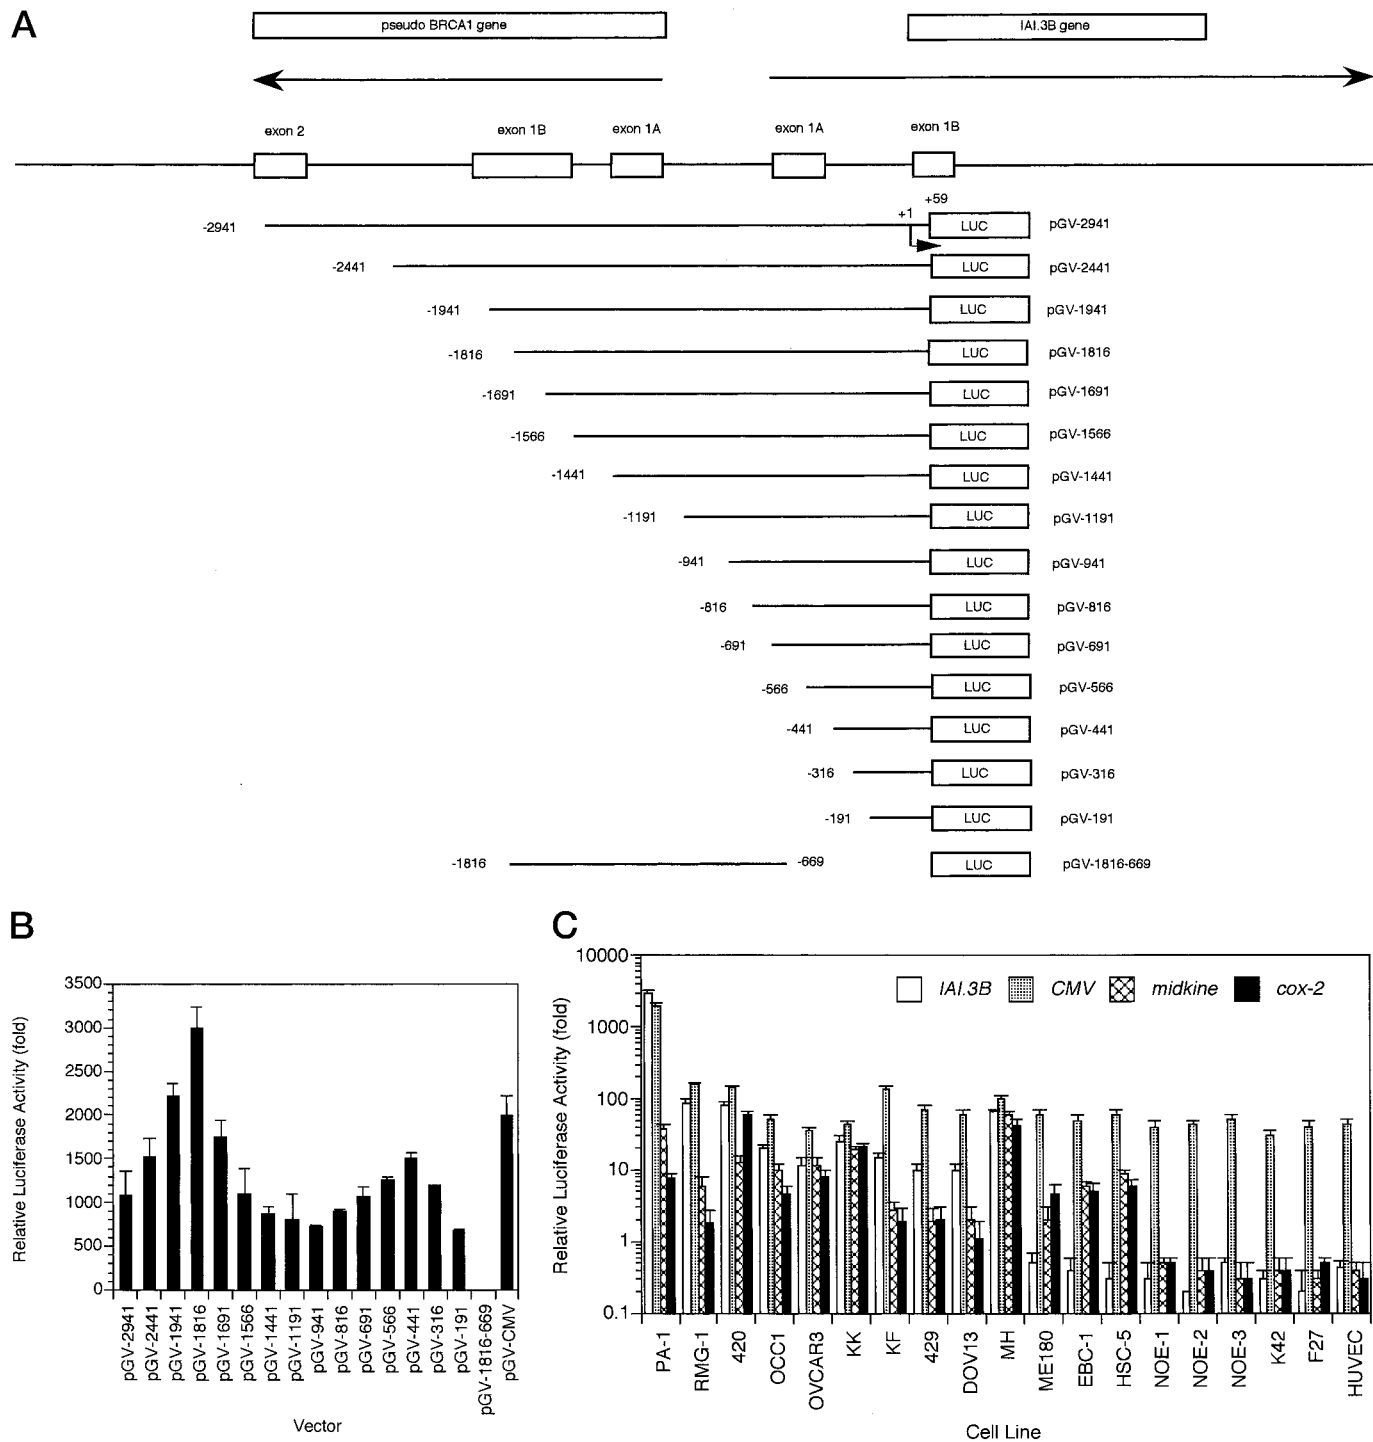 A
pseudo BRCA1 gene
IAI.3B gene
exon 2
exon 1B
exon 1A
exon 1A
exon 1B
+1
+59
-2941
LUC
pGV-2941
-2441
LUC
pGV-2441
-1941
LUC
pGV-1941
-1816
LUC
pGV-1816
-1691
LUC
pGV-1691
-1566
LUC
pGV-1566
-1441
LUC
pGV-1441
-1191
LUC
pGV-1191
-941
LUC
pGV-941
-816
LUC
pGV-816
-691
LUC
pGV-691
-566
LUC
pGV-566
-441
LUC
pGV-441
-316
LUC
pGV-316
-191
LUC
pGV-191
-1816
-669
LUC
pGV-1816-669
B
Relative Luciferase Activity (fold)
3500
3000
2500
2000
1500
1000
500
0
pGV-2941
pGV-2441
pGV-1941
pGV-1816
pGV-1691
pGV-1566
pGV-1441
pGV-1191
pGV-941
pGV-816
pGV-691
pGV-566
pGV-441
pGV-316
pGV-191
pGV-1816-669
pGV-CMV
Vector
C
Relative Luciferase Activity (fold)
10000
1000
100
10
1
0.1
IAI.3B
CMV
midkine
cox-2
PA-1
RMG-1
420
OCC1
OVCAR3
KK
KF
429
DOV13
MH
ME180
EBC-1
HSC-5
NOE-1
NOE-2
NOE-3
K42
F27
HUVEC
Cell Line